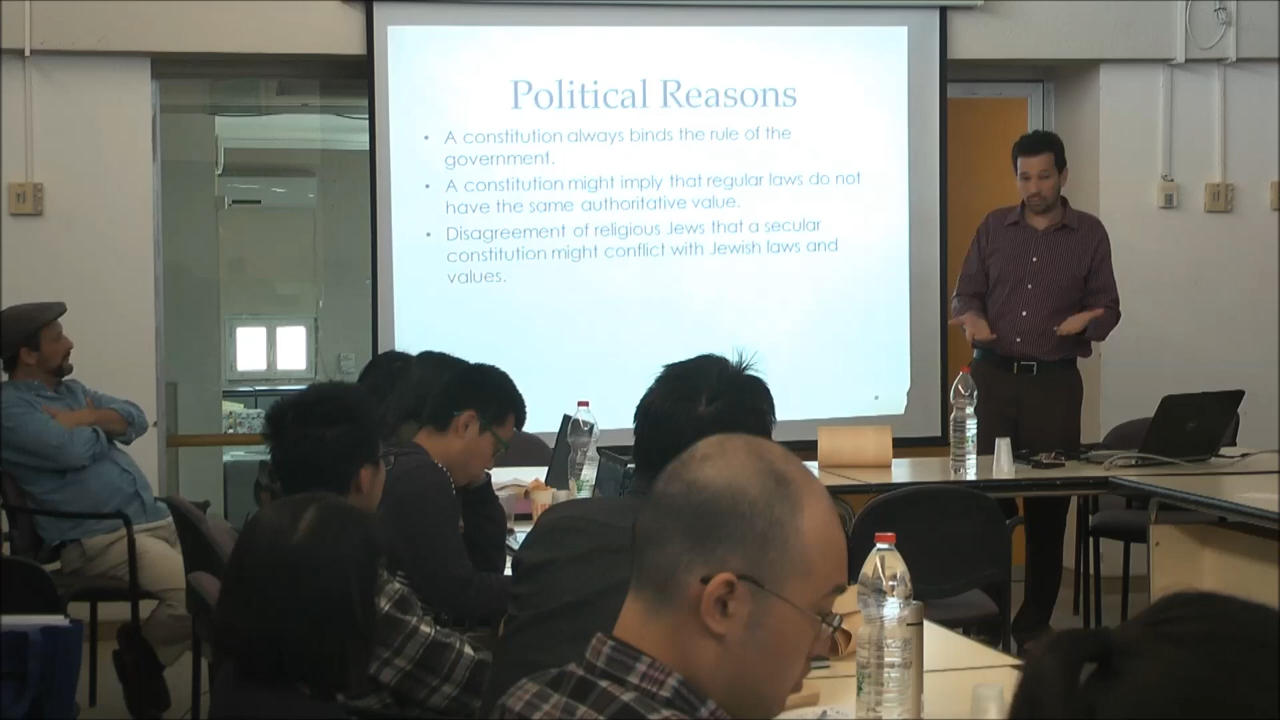 Political Reasons
• A constitution always binds the rule of the
government.
• A constitution might imply that regular laws do not
have the same authoritative value.
• Disagreement of religious Jews that a secular
constitution might conflict with Jewish laws and
values.